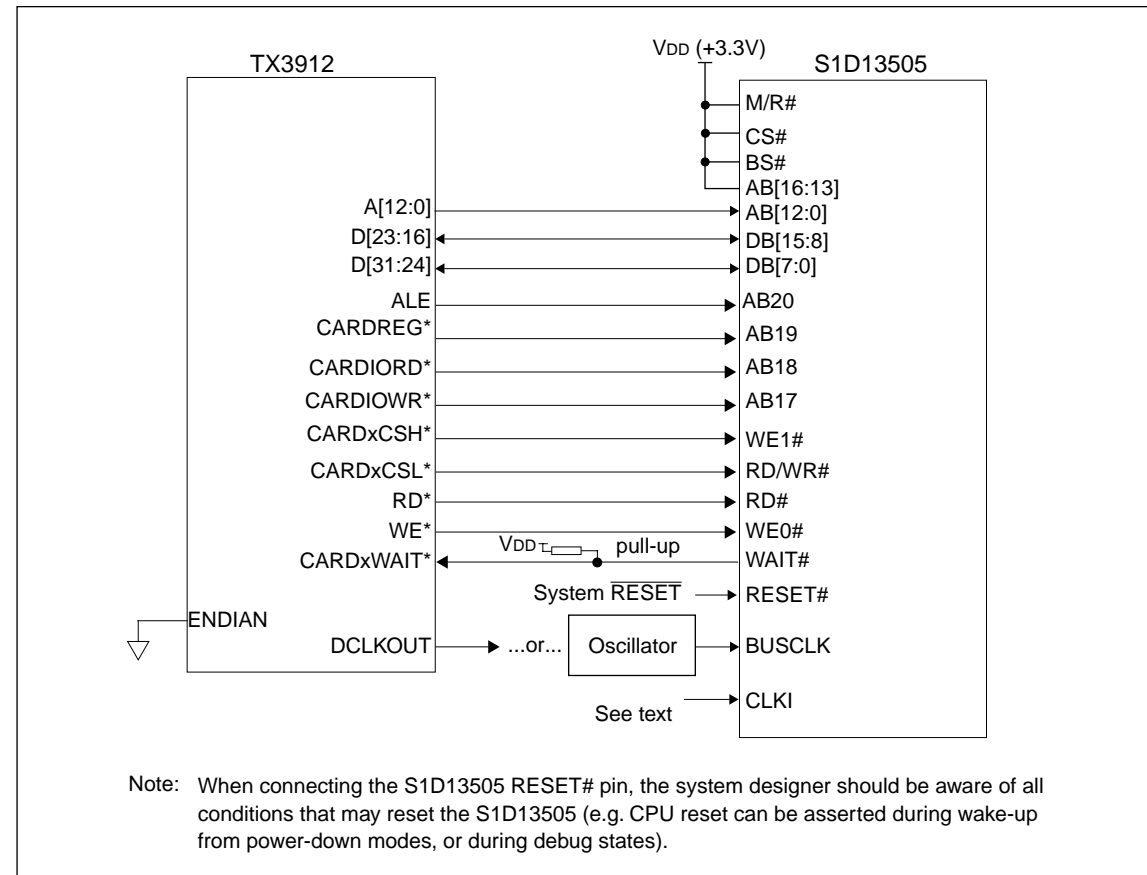 VDD (+3.3V)
TX3912
S1D13505
M/R#
CS#
BS#
AB[16:13]
A[12:0]
AB[12:0]
D[23:16]
DB[15:8]
D[31:24]
DB[7:0]
ALE
AB20
CARDREG*
AB19
CARDIORD*
AB18
CARDIOWR*
AB17
CARDxCSH*
WE1#
CARDxCSL*
RD/WR#
RD*
RD#
WE*
WE0#
VDD
pull-up
CARDxWAIT*
WAIT#
System RESET
RESET#
ENDIAN
DCLKOUT
...or...
Oscillator
BUSCLK
See text
CLKI
Note: When connecting the S1D13505 RESET# pin, the system designer should be aware of all
conditions that may reset the S1D13505 (e.g. CPU reset can be asserted during wake-up
from power-down modes, or during debug states).